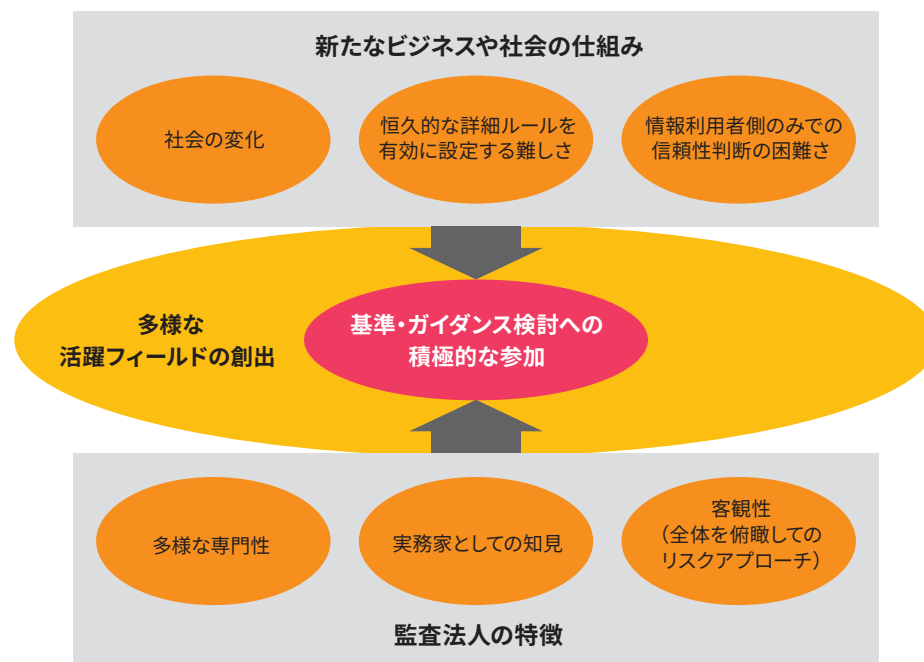 新たなビジネスや社会の仕組み
社会の変化
恒久的な詳細ルールを
有効に設定する難しさ
情報利用者側のみでの
信頼性判断の困難さ
多様な
活躍フィールドの創出
基準・ガイダンス検討への
積極的な参加
多様な専門性
実務家としての知見
客観性
（全体を俯瞰しての
リスクアプローチ）
監査法人の特徴